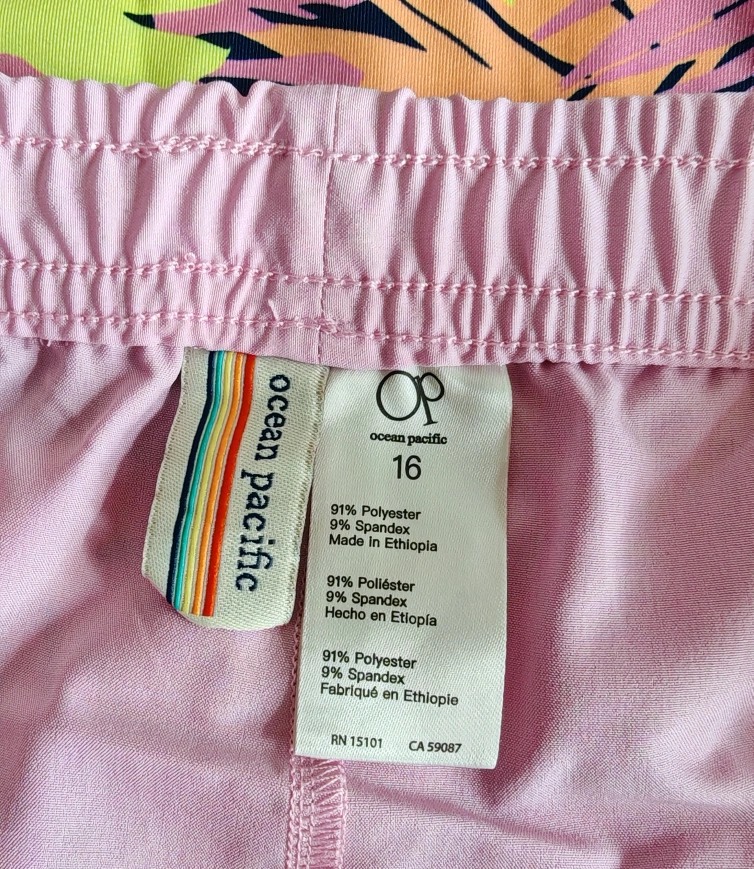 ocean pacific
Op
ocean pacific
16
91% Polyester
9% Spandex
Made in Ethiopia
91% Poliéster
9% Spandex
Hecho en Etiopía
91% Polyester
9% Spandex
Fabriqué en Ethiopie
RN 15101 CA 59087